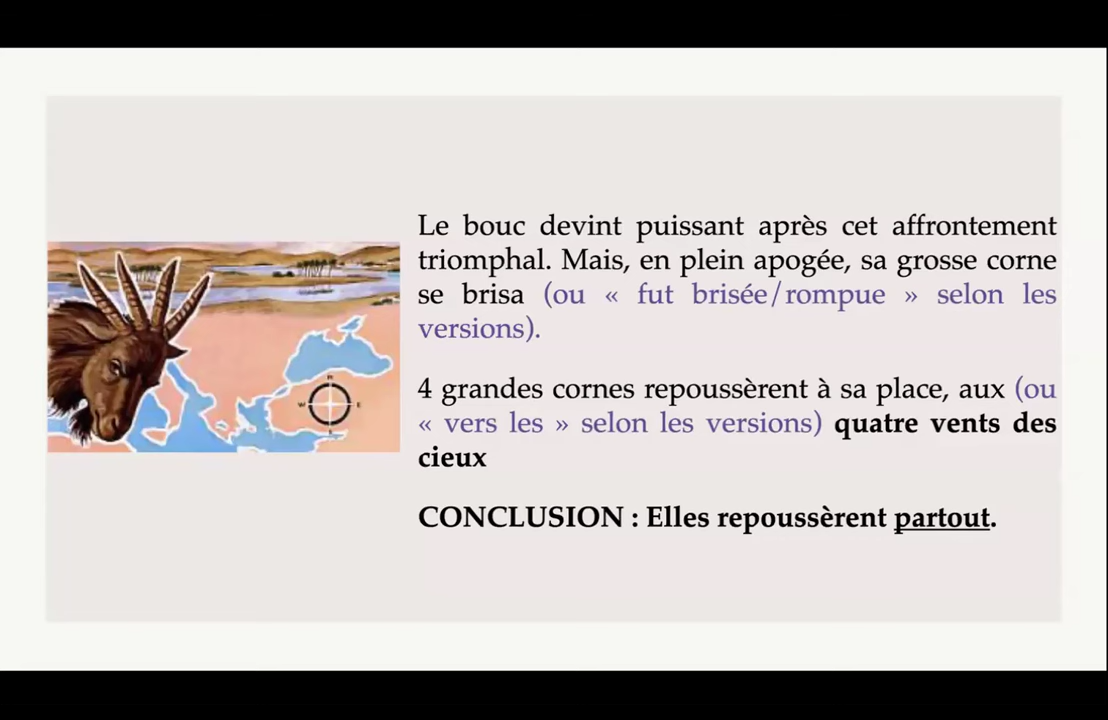 Le bouc devint puissant après cet affrontement
triomphal. Mais, en plein apogée, sa grosse corne
se brisa (ou « fut brisée/rompue » selon les
versions).
4 grandes cornes repoussèrent à sa place, aux (ou
« vers les » selon les versions) quatre vents des
cieux
CONCLUSION : Elles repoussèrent partout.
W E